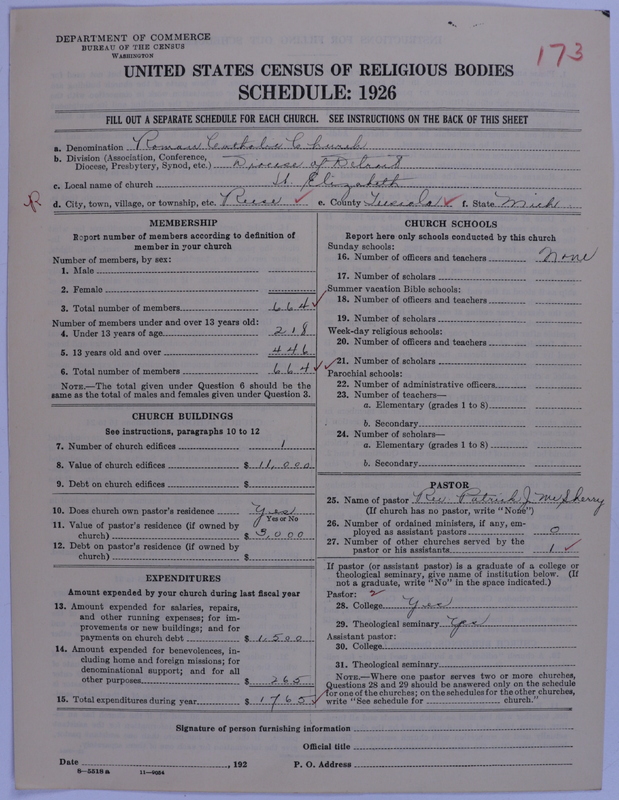 DEPARTMENT OF COMMERCE
BUREAU OF THE CENSUS
WASHINGTON
173
UNITED STATES CENSUS OF RELIGIOUS BODIES
SCHEDULE: 1926
FILL OUT A SEPARATE SCHEDULE FOR EACH CHURCH. SEE INSTRUCTIONS ON THE BACK OF THIS SHEET
a. Denomination Roman Catholic Church
b. Division (Association, Conference, Diocese, Presbytery, Synod, etc.) Diocese of Detroit
c. Local name of church St. Elizabeth
R d. City, town, village, or township, etc. Reese e. County Tuscola f. State Mich
MEMBERSHIP
Report number of members according to definition of
member in your church
Number of members, by sex:
1. Male
2. Female
3. Total number of members 664
Number of members under and over 13 years old:
4. Under 13 years of age 218
5. 13 years old and over 446
6. Total number of members 664
NOTE.—The total given under Question 6 should be the
same as the total of males and females given under Question 3.
CHURCH BUILDINGS
See instructions, paragraphs 10 to 12
7. Number of church edifices 1
8. Value of church edifices $ 11,000
9. Debt on church edifices $
10. Does church own pastor's residence Yes
Yes or No
11. Value of pastor's residence (if owned by
church) $ 5,000
12. Debt on pastor's residence (if owned by
church) $
EXPENDITURES
Amount expended by your church during last fiscal year
13. Amount expended for salaries, repairs,
and other running expenses; for im-
provements or new buildings; and for
payments on church debt $ 1,500
14. Amount expended for benevolences, in-
cluding home and foreign missions; for
denominational support; and for all
other purposes $ 265
15. Total expenditures during year $ 1765
CHURCH SCHOOLS
Report here only schools conducted by this church
Sunday schools:
16. Number of officers and teachers None
17. Number of scholars
Summer vacation Bible schools:
18. Number of officers and teachers
19. Number of scholars
Week-day religious schools:
20. Number of officers and teachers
21. Number of scholars
Parochial schools:
22. Number of administrative officers
23. Number of teachers—
a. Elementary (grades 1 to 8)
b. Secondary
24. Number of scholars—
a. Elementary (grades 1 to 8)
b. Secondary
PASTOR
25. Name of pastor Rev. Patrick J. McSherry
(If church has no pastor, write "None")
26. Number of ordained ministers, if any, em-
ployed as assistant pastors 0
27. Number of other churches served by the
pastor or his assistants 1
If pastor (or assistant pastor) is a graduate of a college or
theological seminary, give name of institution below. (If
not a graduate, write "No" in the space indicated.)
Pastor: 2
28. College Yes
29. Theological seminary Yes
Assistant pastor:
30. College
31. Theological seminary
NOTE.—Where one pastor serves two or more churches,
Questions 28 and 29 should be answered only on the schedule
for one of the churches; on the schedules for the other churches,
write "See schedule for church."
Signature of person furnishing information
Official title
Date , 192 P. O. Address
8—5518 a 11—9054